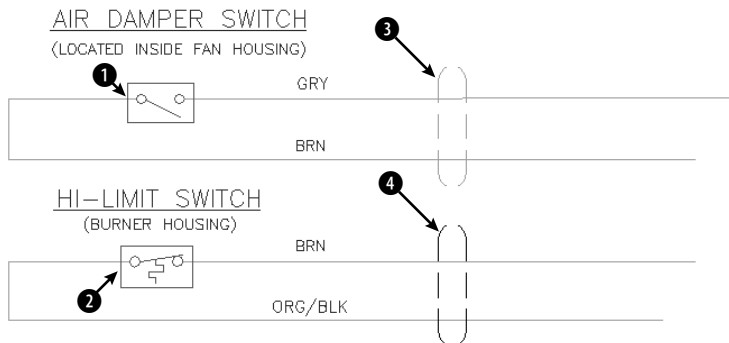 AIR DAMPER SWITCH
(LOCATED INSIDE FAN HOUSING)
3
1
GRY
BRN
HI-LIMIT SWITCH
(BURNER HOUSING)
4
BRN
2
ORG/BLK